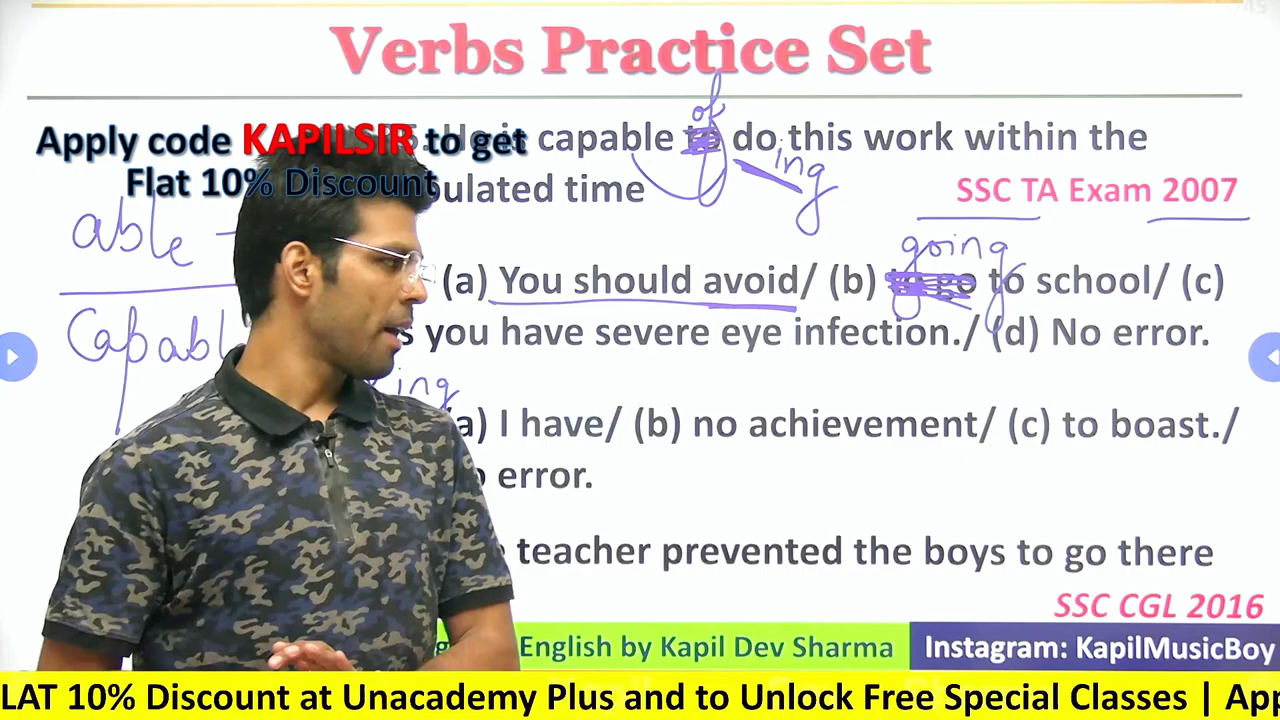 Verbs Practice Set
of
Apply code KAPILSIR to get
capable to do this work within the
ing
Flat 10% Discount
pulated time
SSC TA Exam 2007
able
going
(a) You should avoid/ (b) to go to school/ (c)
you have severe eye infection./ (d) No error.
Capabl
ing
(a) I have/ (b) no achievement/ (c) to boast./
error.
teacher prevented the boys to go there
SSC CGL 2016
English by Kapil Dev Sharma
Instagram: KapilMusicBoy
LAT 10% Discount at Unacademy Plus and to Unlock Free Special Classes | App